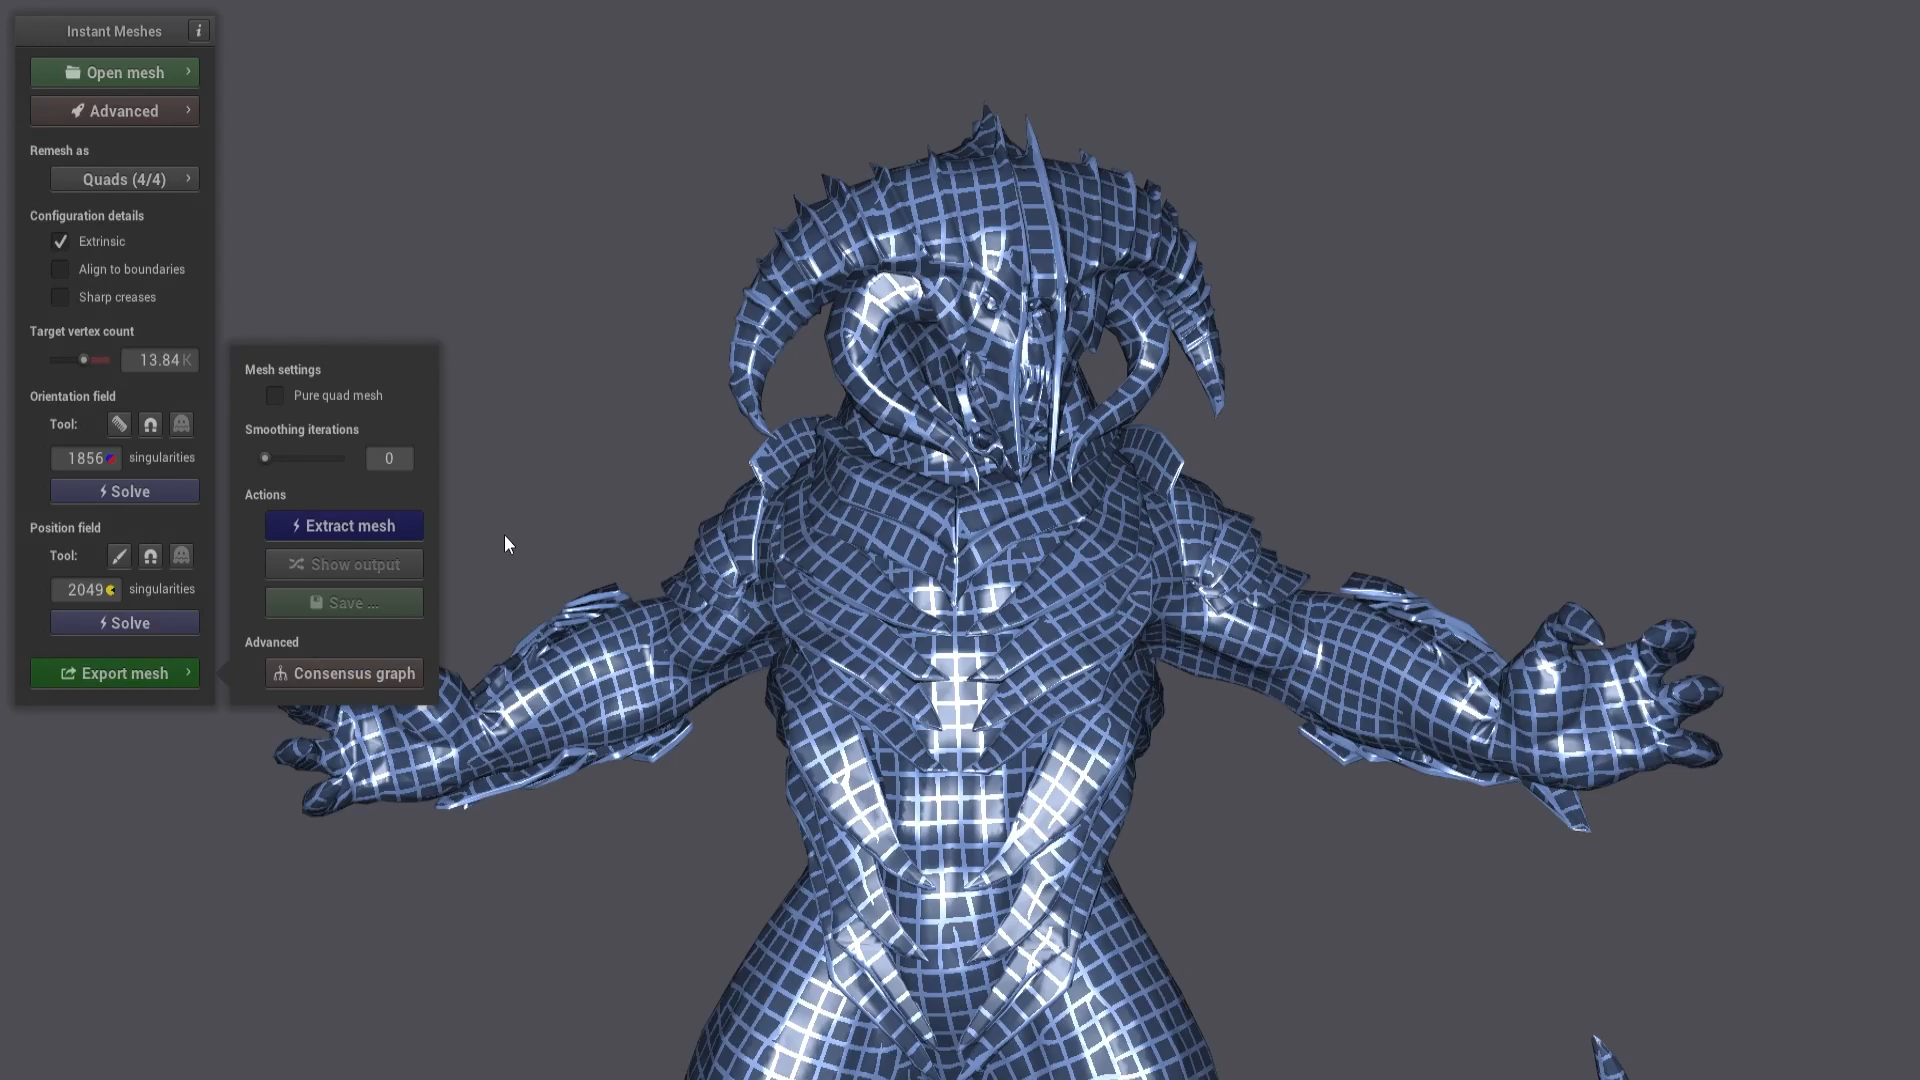 Instant Meshes i
Open mesh
Advanced
Remesh as
Quads (4/4)
Configuration details
Extrinsic
Align to boundaries
Sharp creases
Target vertex count
13.84 K
Orientation field
Tool:
1856 singularities
Solve
Position field
Tool:
2049 singularities
Solve
Export mesh
Mesh settings
Pure quad mesh
Smoothing iterations
0
Actions
Extract mesh
Show output
Save ...
Advanced
Consensus graph